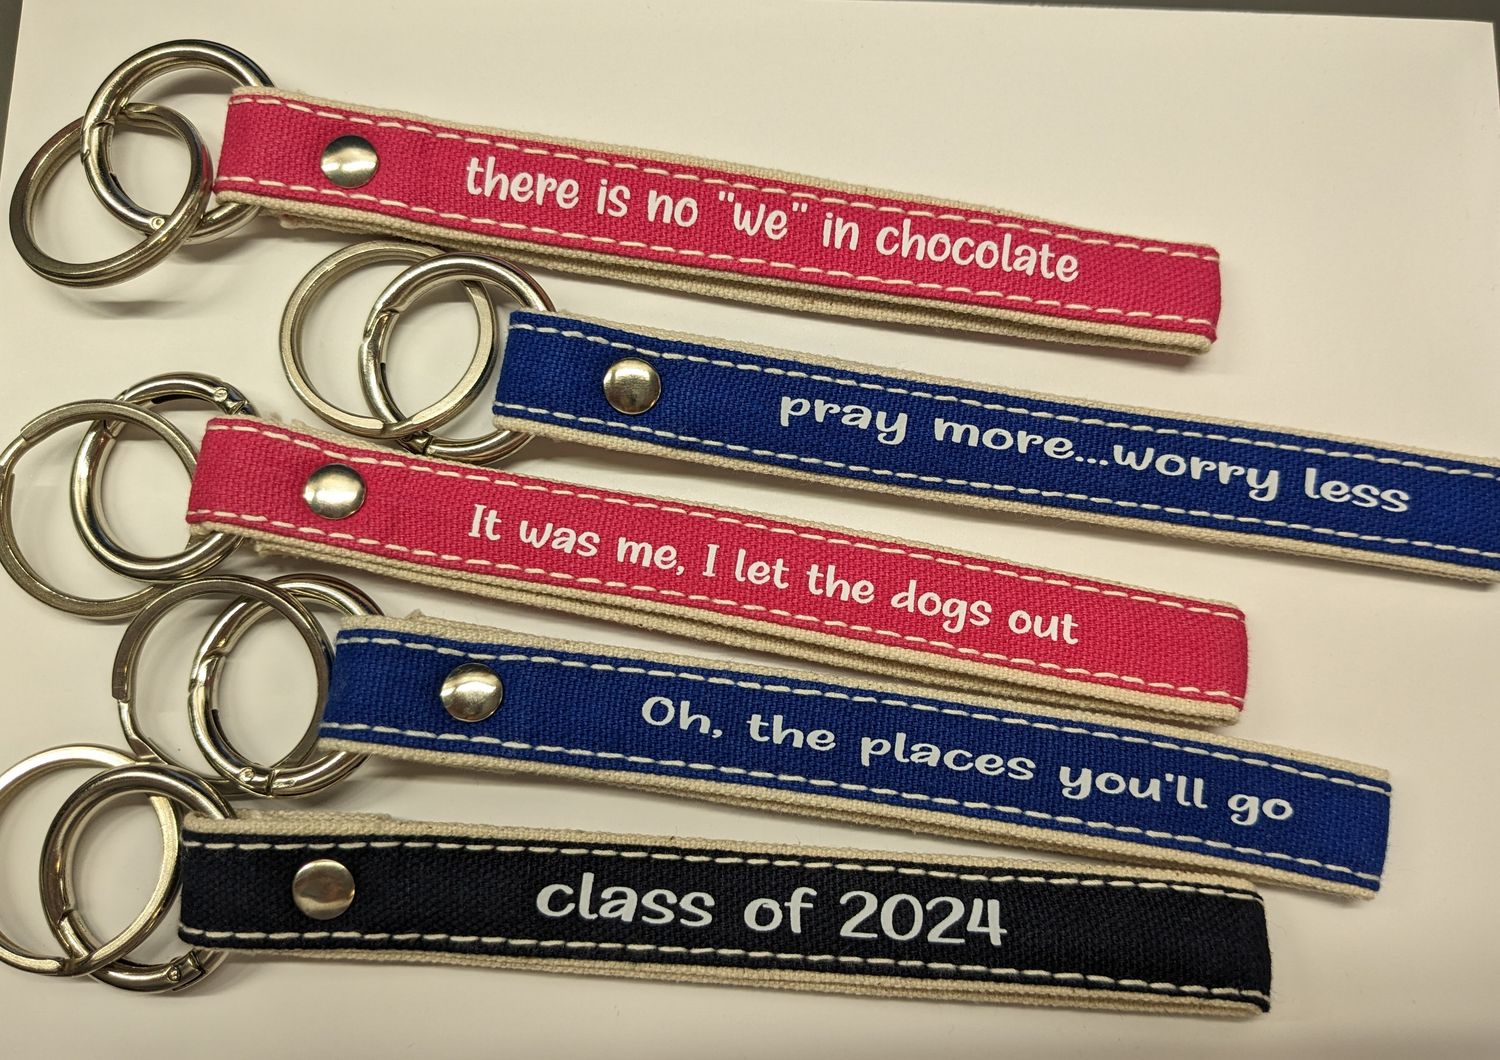 there is no "we" in chocolate
pray more...worry less
It was me, I let the dogs out
Oh, the places you'll go
class of 2024